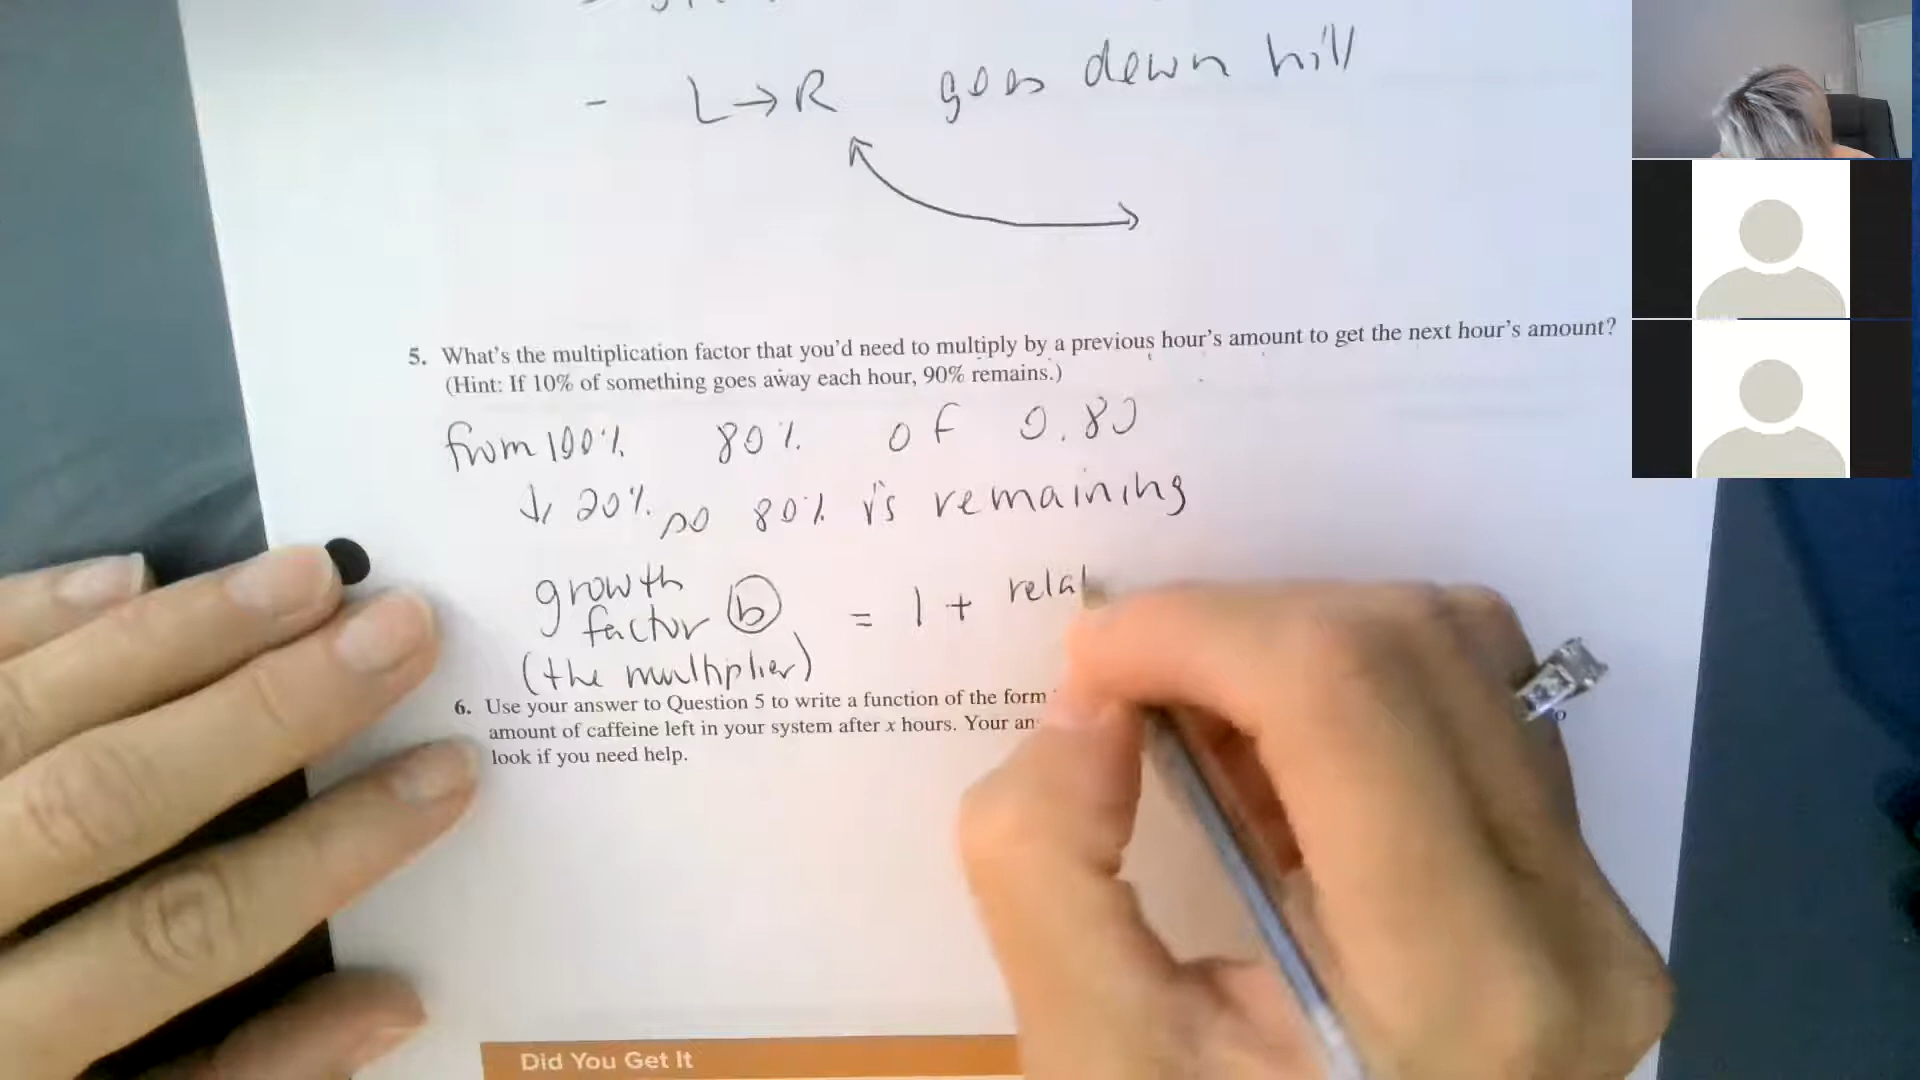 - L→R goes down hill
5. What's the multiplication factor that you'd need to multiply by a previous hour's amount to get the next hour's amount?
(Hint: If 10% of something goes away each hour, 90% remains.)
from 100% 80% of 0.80
↓ 20% so 80% is remaining
growth
factor b = 1 + relat
(the multiplier)
6. Use your answer to Question 5 to write a function of the form
amount of caffeine left in your system after x hours. Your an
look if you need help.
Did You Get It